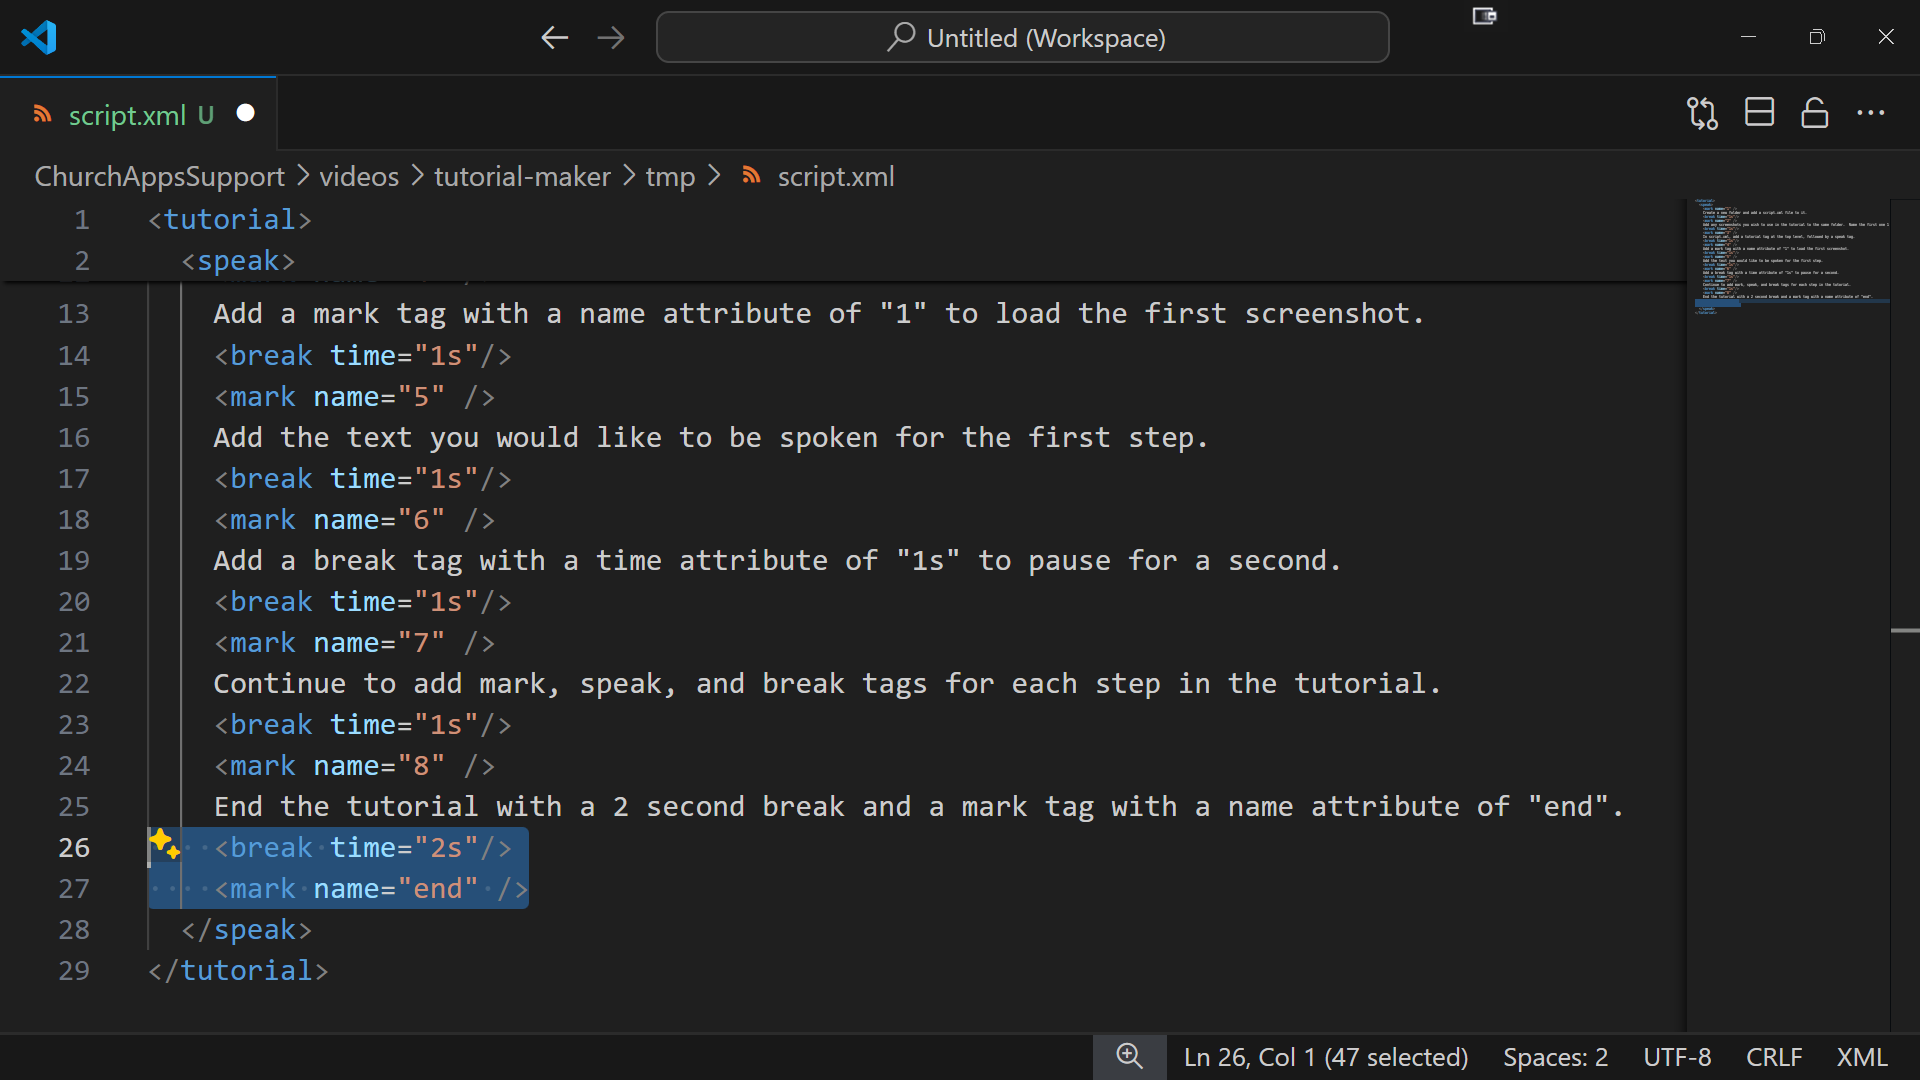 Untitled (Workspace)
script.xml U
ChurchAppsSupport > videos > tutorial-maker > tmp > script.xml
1 <tutorial>
2 <speak>
13 Add a mark tag with a name attribute of "1" to load the first screenshot.
14 <break time="1s"/>
15 <mark name="5" />
16 Add the text you would like to be spoken for the first step.
17 <break time="1s"/>
18 <mark name="6" />
19 Add a break tag with a time attribute of "1s" to pause for a second.
20 <break time="1s"/>
21 <mark name="7" />
22 Continue to add mark, speak, and break tags for each step in the tutorial.
23 <break time="1s"/>
24 <mark name="8" />
25 End the tutorial with a 2 second break and a mark tag with a name attribute of "end".
26 <break time="2s"/>
27 <mark name="end" />
28 </speak>
29 </tutorial>
Ln 26, Col 1 (47 selected) Spaces: 2 UTF-8 CRLF XML